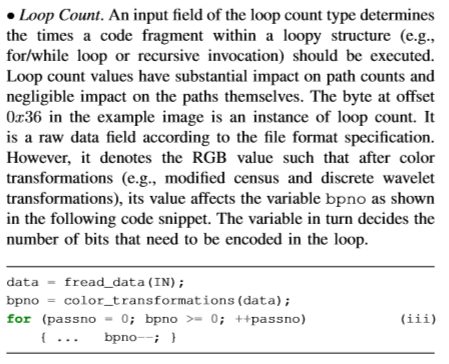 • Loop Count. An input field of the loop count type determines
the times a code fragment within a loopy structure (e.g.,
for/while loop or recursive invocation) should be executed.
Loop count values have substantial impact on path counts and
negligible impact on the paths themselves. The byte at offset
0x36 in the example image is an instance of loop count. It
is a raw data field according to the file format specification.
However, it denotes the RGB value such that after color
transformations (e.g., modified census and discrete wavelet
transformations), its value affects the variable bpno as shown
in the following code snippet. The variable in turn decides the
number of bits that need to be encoded in the loop.
data = fread_data(IN);
bpno = color_transformations(data);
for (passno = 0; bpno >= 0; ++passno) (iii)
{ ... bpno--; }